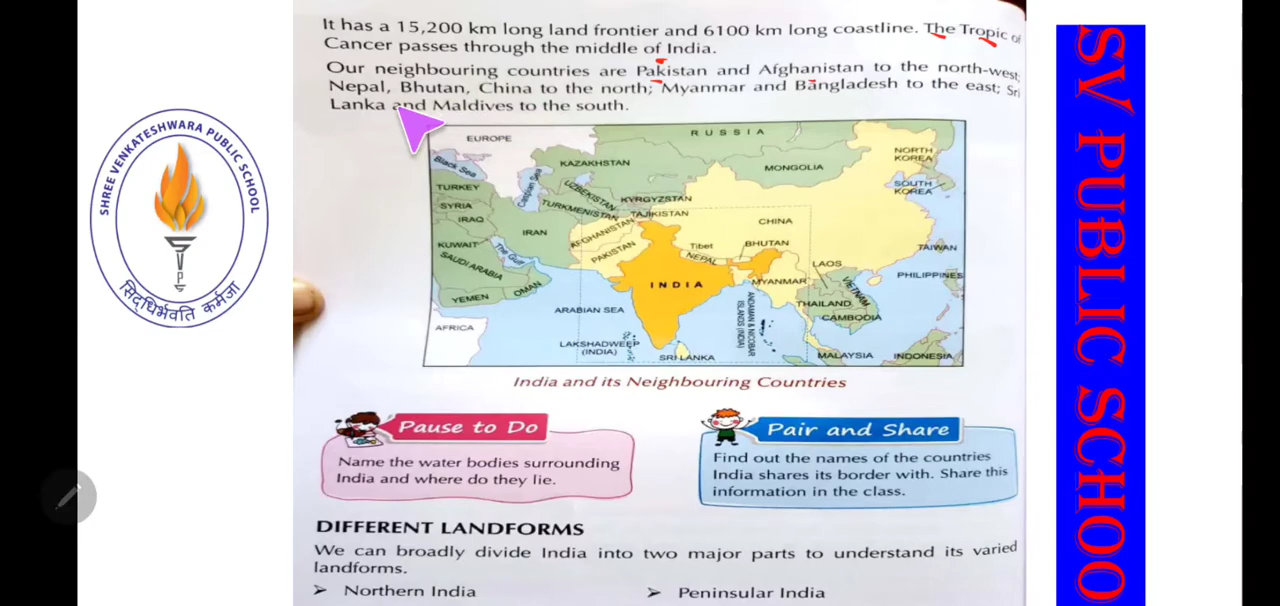 It has a 15,200 km long land frontier and 6100 km long coastline. The Tropic of
Cancer passes through the middle of India.
Our neighbouring countries are Pakistan and Afghanistan to the north-west;
Nepal, Bhutan, China to the north; Myanmar and Bangladesh to the east; Sri
Lanka and Maldives to the south.
SHREE VENKATESHWARA PUBLIC SCHOOL
SVPS
सिद्धिर्भवति कर्मजा
EUROPE
RUSSIA
Black Sea
KAZAKHSTAN
MONGOLIA
NORTH
KOREA
SOUTH
KOREA
Caspian Sea
TURKEY
UZBEKISTAN
KYRGYZSTAN
SYRIA
TURKMENISTAN
TAJIKISTAN
IRAQ
IRAN
AFGHANISTAN
CHINA
KUWAIT
The Gulf
PAKISTAN
Tibet
BHUTAN
TAIWAN
SAUDI ARABIA
NEPAL
LAOS
PHILIPPINES
INDIA
MYANMAR
VIETNAM
YEMEN
OMAN
THAILAND
ARABIAN SEA
ANDAMAN & NICOBAR
ISLANDS (INDIA)
CAMBODIA
AFRICA
LAKSHADWEEP
(INDIA)
SRI LANKA
MALAYSIA
INDONESIA
India and its Neighbouring Countries
Pause to Do
Name the water bodies surrounding
India and where do they lie.
Pair and Share
Find out the names of the countries
India shares its border with. Share this
information in the class.
DIFFERENT LANDFORMS
We can broadly divide India into two major parts to understand its varied
landforms.
➢ Northern India
➢ Peninsular India
SV PUBLIC SCHOO